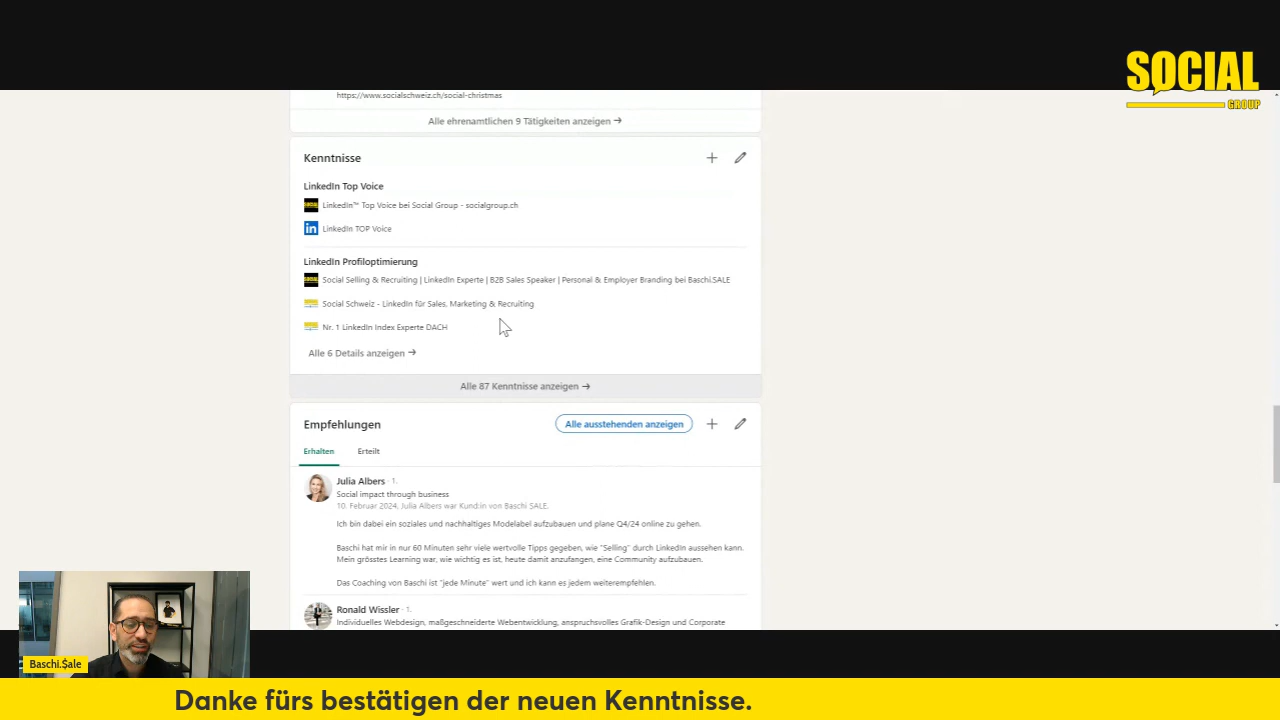 SOCIAL
GROUP
https://www.socialschweiz.ch/social-christmas
Alle ehrenamtlichen 9 Tätigkeiten anzeigen →
Kenntnisse
LinkedIn Top Voice
LinkedIn™ Top Voice bei Social Group - socialgroup.ch
LinkedIn TOP Voice
LinkedIn Profiloptimierung
Social Selling & Recruiting | LinkedIn Experte | B2B Sales Speaker | Personal & Employer Branding bei Baschi.SALE
Social Schweiz - LinkedIn für Sales, Marketing & Recruiting
Nr. 1 LinkedIn Index Experte DACH
Alle 6 Details anzeigen →
Alle 87 Kenntnisse anzeigen →
Empfehlungen
Alle ausstehenden anzeigen
Erhalten Erteilt
Julia Albers · 1.
Social impact through business
10. Februar 2024, Julia Albers war Kund:in von Baschi SALE.
Ich bin dabei ein soziales und nachhaltiges Modelabel aufzubauen und plane Q4/24 online zu gehen.
Baschi hat mir in nur 60 Minuten sehr viele wertvolle Tipps gegeben, wie "Selling" durch LinkedIn aussehen kann.
Mein grösstes Learning war, wie wichtig es ist, heute damit anzufangen, eine Community aufzubauen.
Das Coaching von Baschi ist "jede Minute" wert und ich kann es jedem weiterempfehlen.
Ronald Wissler · 1.
Individuelles Webdesign, maßgeschneiderte Webentwicklung, anspruchsvolles Grafik-Design und Corporate
Baschi.$ale
Danke fürs bestätigen der neuen Kenntnisse.